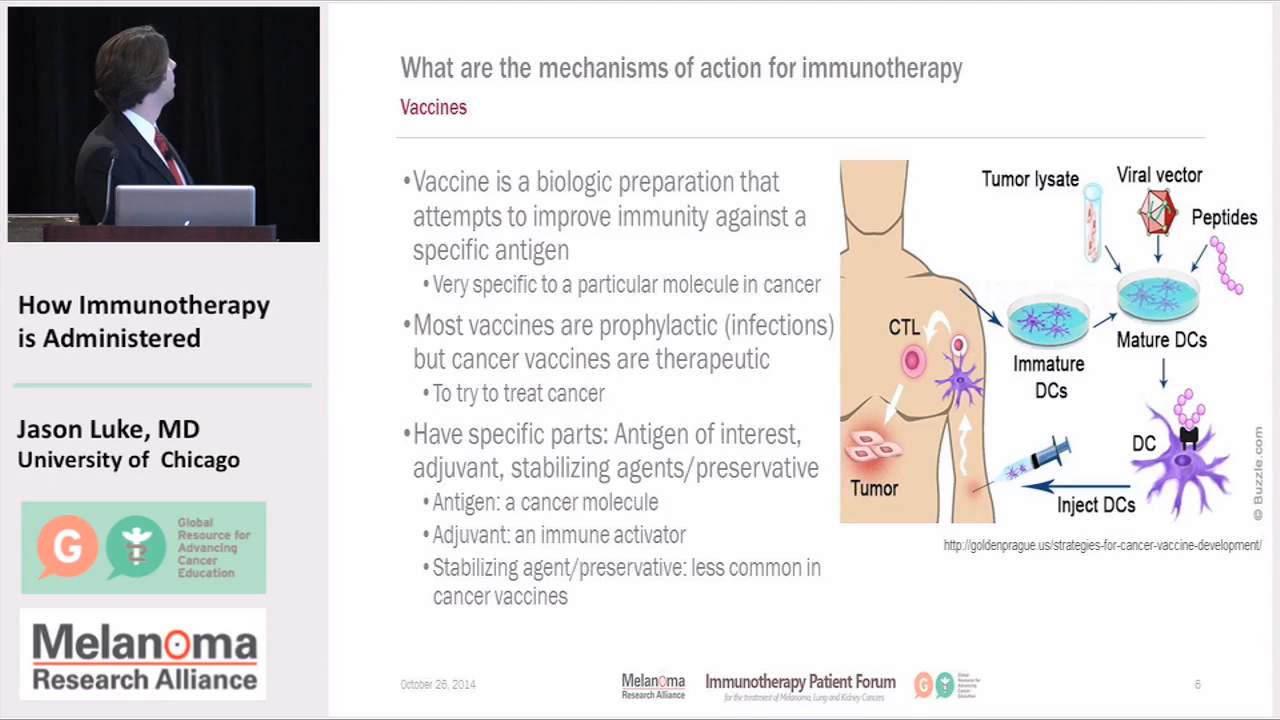 What are the mechanisms of action for immunotherapy
Vaccines
•Vaccine is a biologic preparation that
attempts to improve immunity against a
specific antigen
•Very specific to a particular molecule in cancer
•Most vaccines are prophylactic (infections)
but cancer vaccines are therapeutic
•To try to treat cancer
•Have specific parts: Antigen of interest,
adjuvant, stabilizing agents/preservative
•Antigen: a cancer molecule
•Adjuvant: an immune activator
•Stabilizing agent/preservative: less common in
cancer vaccines
Tumor lysate
Viral vector
Peptides
CTL
Immature
DCs
Mature DCs
DC
Tumor
Inject DCs
© Buzzle.com
http://goldenprague.us/strategies-for-cancer-vaccine-development/
How Immunotherapy
is Administered
Jason Luke, MD
University of Chicago
G
Global
Resource for
Advancing
Cancer
Education
Melanoma
Research Alliance
October 26, 2014
Melanoma
Research Alliance
Immunotherapy Patient Forum
for the treatment of Melanoma, Lung and Kidney Cancers
G
Global
Resource for
Advancing
Cancer
Education
6